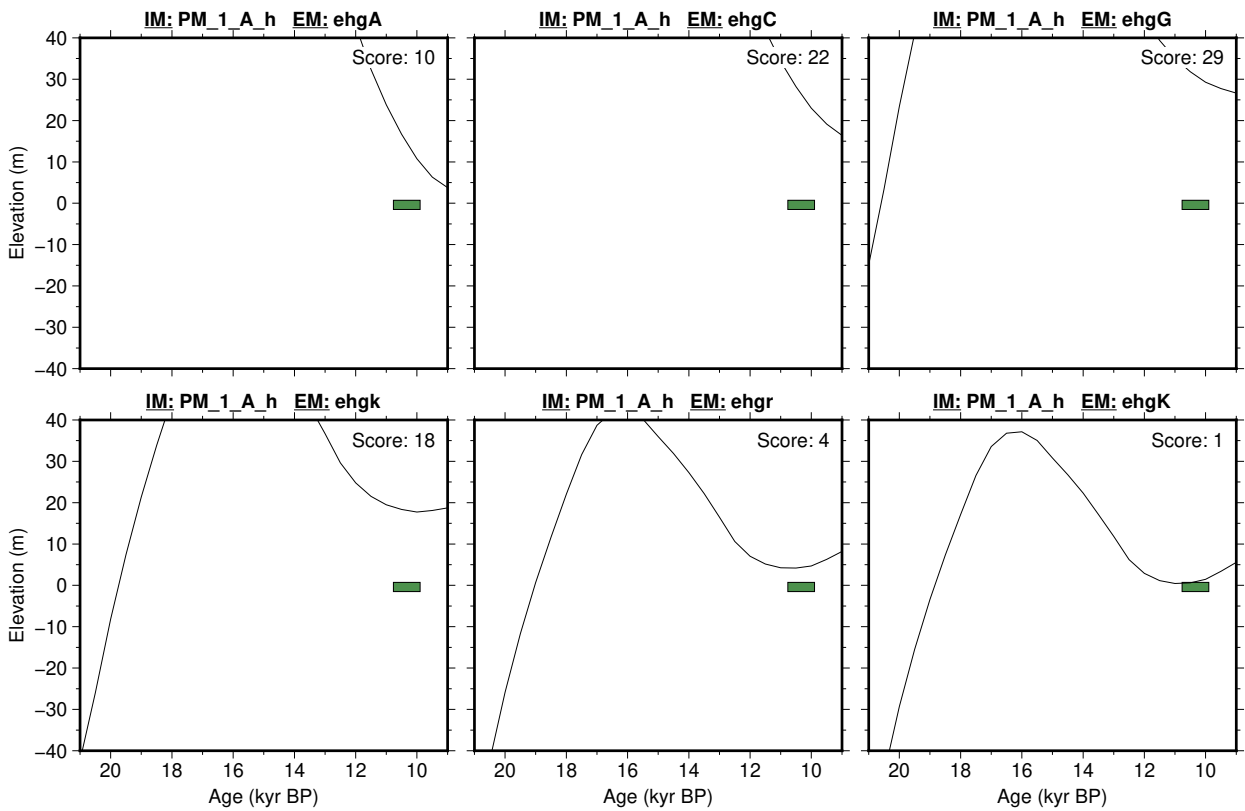 IM: PM_1_A_h EM: ehgA
IM: PM_1_A_h EM: ehgC
IM: PM_1_A_h EM: ehgG
Score: 10
Score: 22
Score: 29
Elevation (m)
40
30
20
10
0
−10
−20
−30
−40
IM: PM_1_A_h EM: ehgk
IM: PM_1_A_h EM: ehgr
IM: PM_1_A_h EM: ehgK
Score: 18
Score: 4
Score: 1
Elevation (m)
40
30
20
10
0
−10
−20
−30
−40
20 18 16 14 12 10
20 18 16 14 12 10
20 18 16 14 12 10
Age (kyr BP)
Age (kyr BP)
Age (kyr BP)